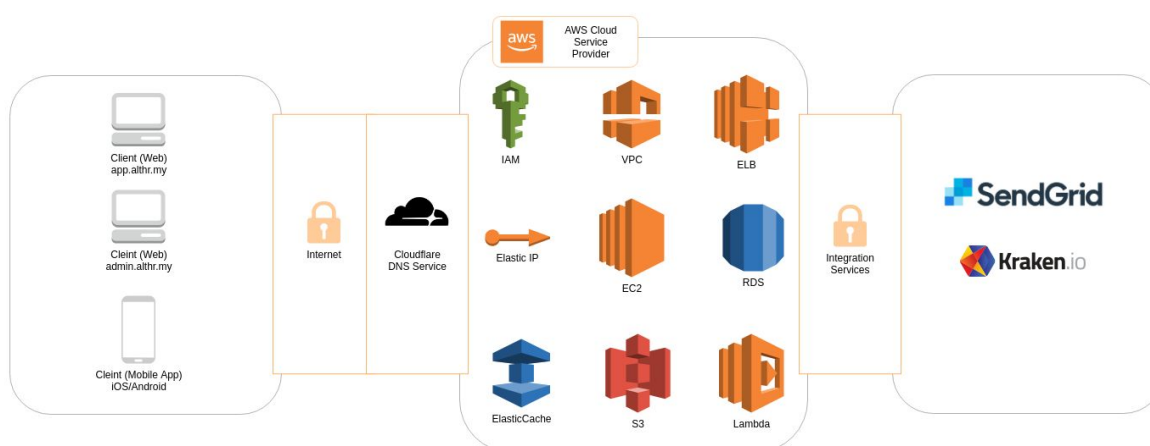 aws
AWS Cloud
Service
Provider
Client (Web)
app.althr.my
Cleint (Web)
admin.althr.my
Cleint (Mobile App)
iOS/Android
Internet
Cloudflare
DNS Service
IAM
VPC
ELB
Elastic IP
EC2
RDS
ElasticCache
S3
Lambda
Integration
Services
SendGrid
Kraken.io